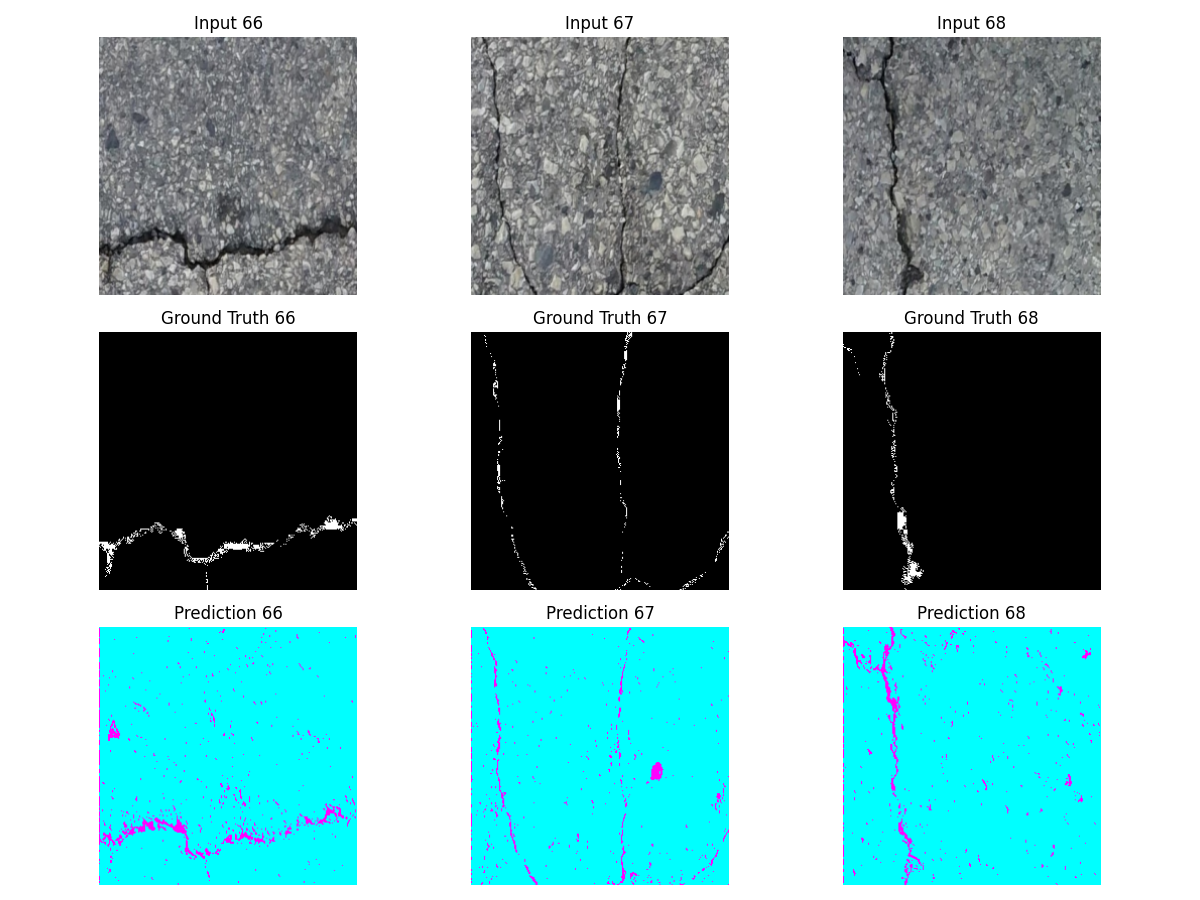 Input 66
Input 67
Input 68
Ground Truth 66
Ground Truth 67
Ground Truth 68
Prediction 66
Prediction 67
Prediction 68